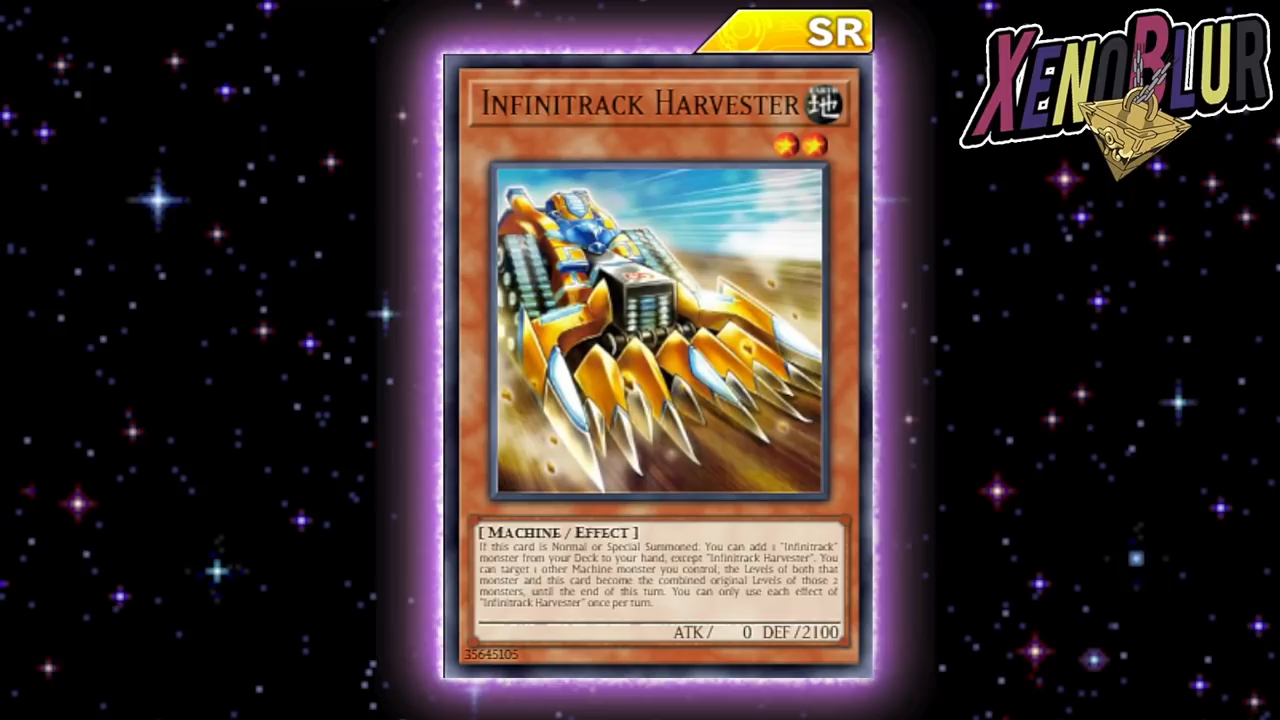 SR
XENOBLUR
INFINITRACK HARVESTER
EARTH
地
[ MACHINE / EFFECT ]
If this card is Normal or Special Summoned: You can add 1 "Infinitrack"
monster from your Deck to your hand, except "Infinitrack Harvester". You
can target 1 other Machine monster you control; the Levels of both that
monster and this card become the combined original Levels of those 2
monsters, until the end of this turn. You can only use each effect of
"Infinitrack Harvester" once per turn.
ATK / 0 DEF /2100
35645105